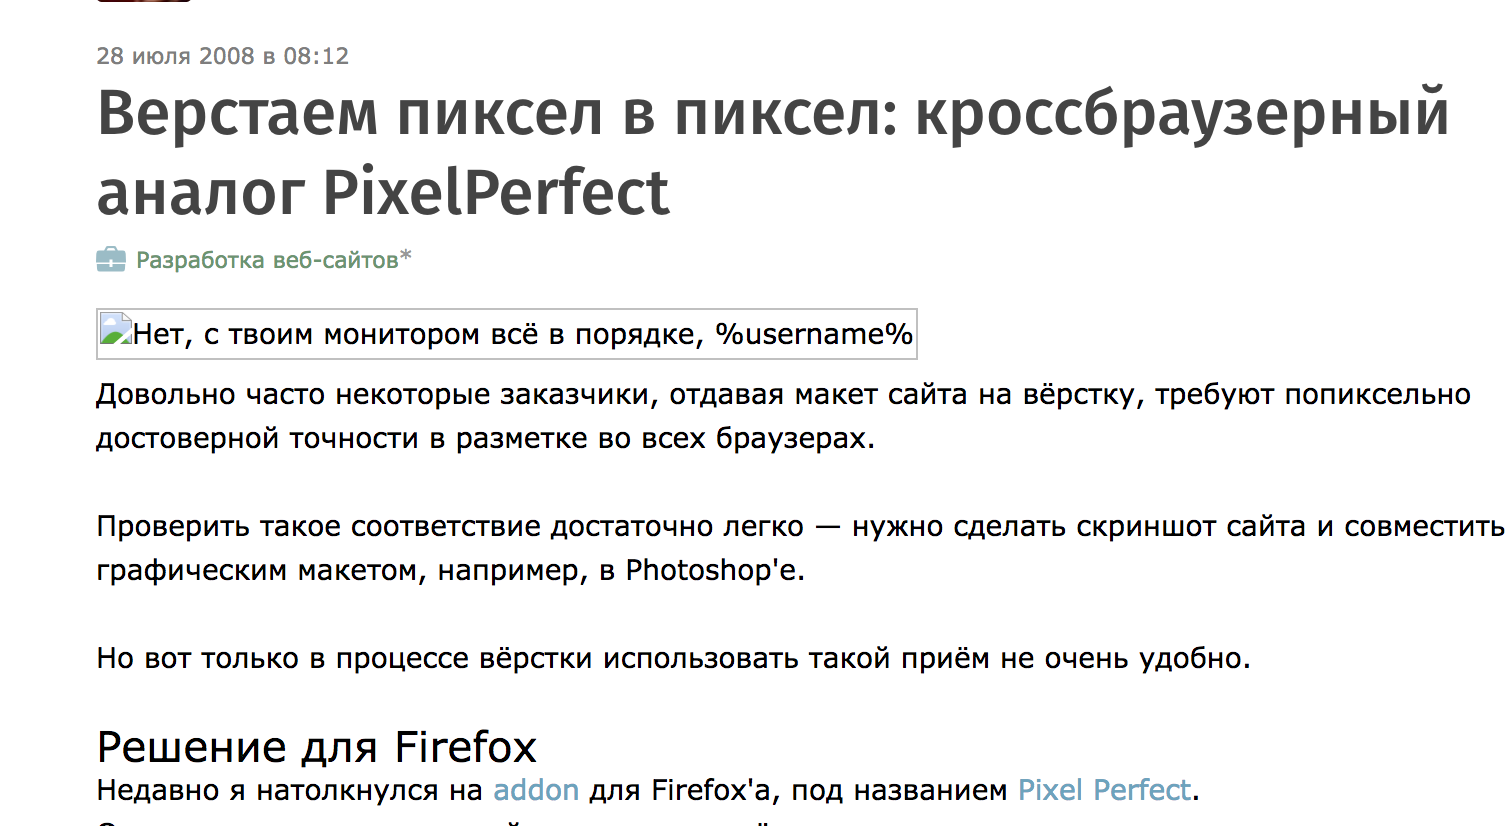 28 июля 2008 в 08:12
Верстаем пиксел в пиксел: кроссбраузерный
аналог PixelPerfect
Разработка веб-сайтов*
Нет, с твоим монитором всё в порядке, %username%
Довольно часто некоторые заказчики, отдавая макет сайта на вёрстку, требуют попиксельно
достоверной точности в разметке во всех браузерах.
Проверить такое соответствие достаточно легко — нужно сделать скриншот сайта и совместить
графическим макетом, например, в Photoshop'е.
Но вот только в процессе вёрстки использовать такой приём не очень удобно.
Решение для Firefox
Недавно я натолкнулся на addon для Firefox'а, под названием Pixel Perfect.